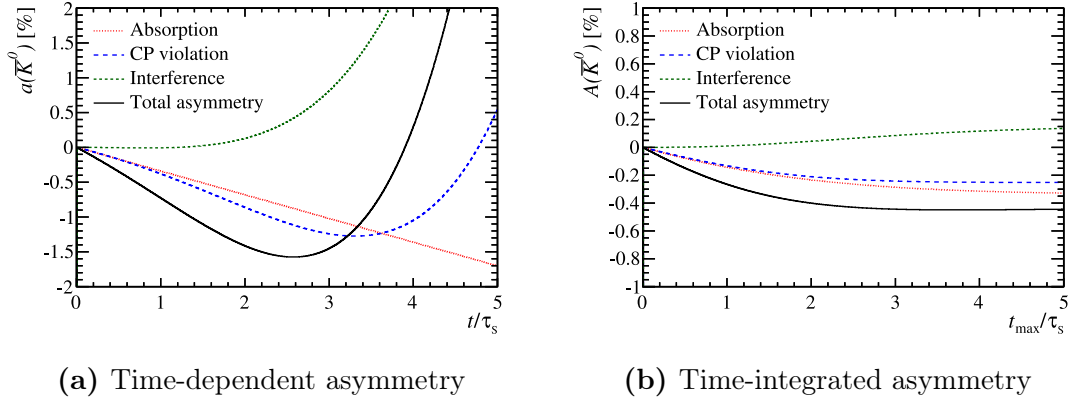 a(K̅⁰) [%]
2
1.5
1
0.5
0
-0.5
-1
-1.5
-2
Absorption
CP violation
Interference
Total asymmetry
0 1 2 3 4 5
t/τ_S
A(K̅⁰) [%]
1
0.8
0.6
0.4
0.2
0
-0.2
-0.4
-0.6
-0.8
-1
Absorption
CP violation
Interference
Total asymmetry
0 1 2 3 4 5
t_max/τ_S
(a) Time-dependent asymmetry
(b) Time-integrated asymmetry